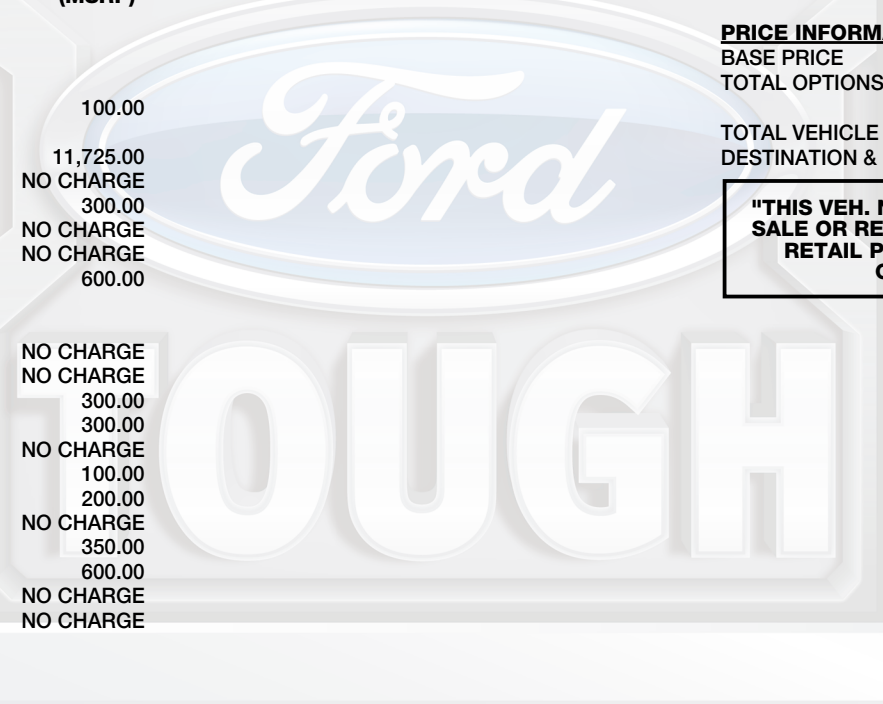 (MSRP)
100.00
11,725.00
NO CHARGE
300.00
NO CHARGE
NO CHARGE
600.00
NO CHARGE
NO CHARGE
300.00
300.00
NO CHARGE
100.00
200.00
NO CHARGE
350.00
600.00
NO CHARGE
NO CHARGE
PRICE
BASE PRICE
TOTAL OPTIONS
TOTAL VEHICLE
DESTINATION &
"THIS VEH.
SALE OR
RETAIL
Ford
TOUGH